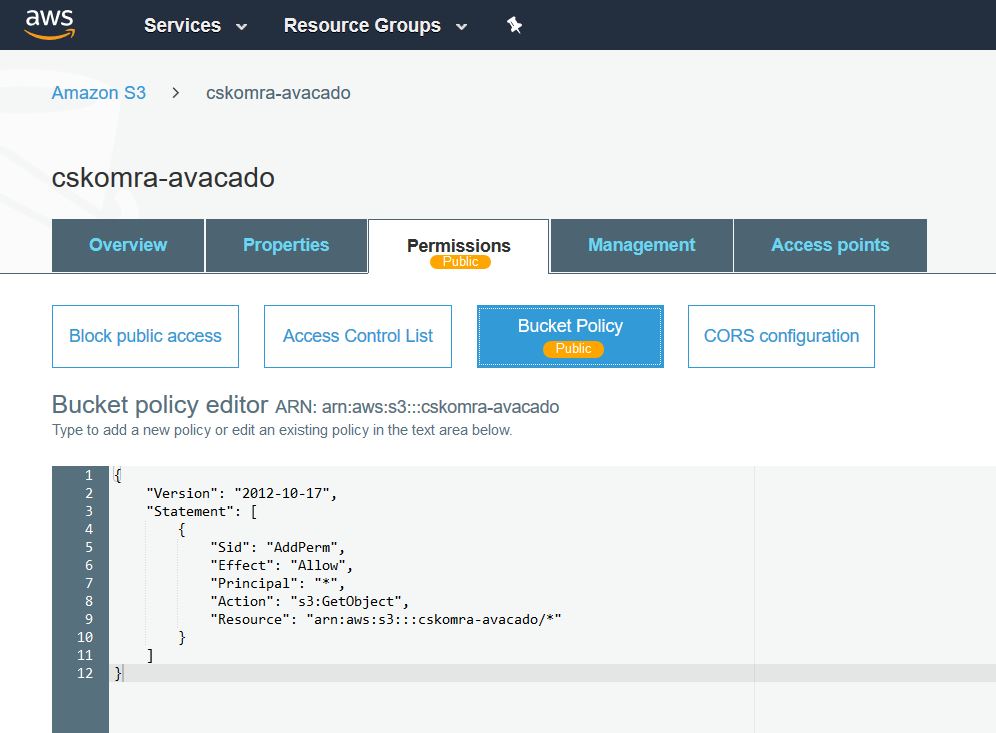 aws Services Resource Groups
Amazon S3 > cskomra-avacado
cskomra-avacado
Overview Properties Permissions Management Access points
Public
Block public access Access Control List Bucket Policy CORS configuration
Public
Bucket policy editor ARN: arn:aws:s3:::cskomra-avacado
Type to add a new policy or edit an existing policy in the text area below.
1 {
2 "Version": "2012-10-17",
3 "Statement": [
4 {
5 "Sid": "AddPerm",
6 "Effect": "Allow",
7 "Principal": "*",
8 "Action": "s3:GetObject",
9 "Resource": "arn:aws:s3:::cskomra-avacado/*"
10 }
11 ]
12 }